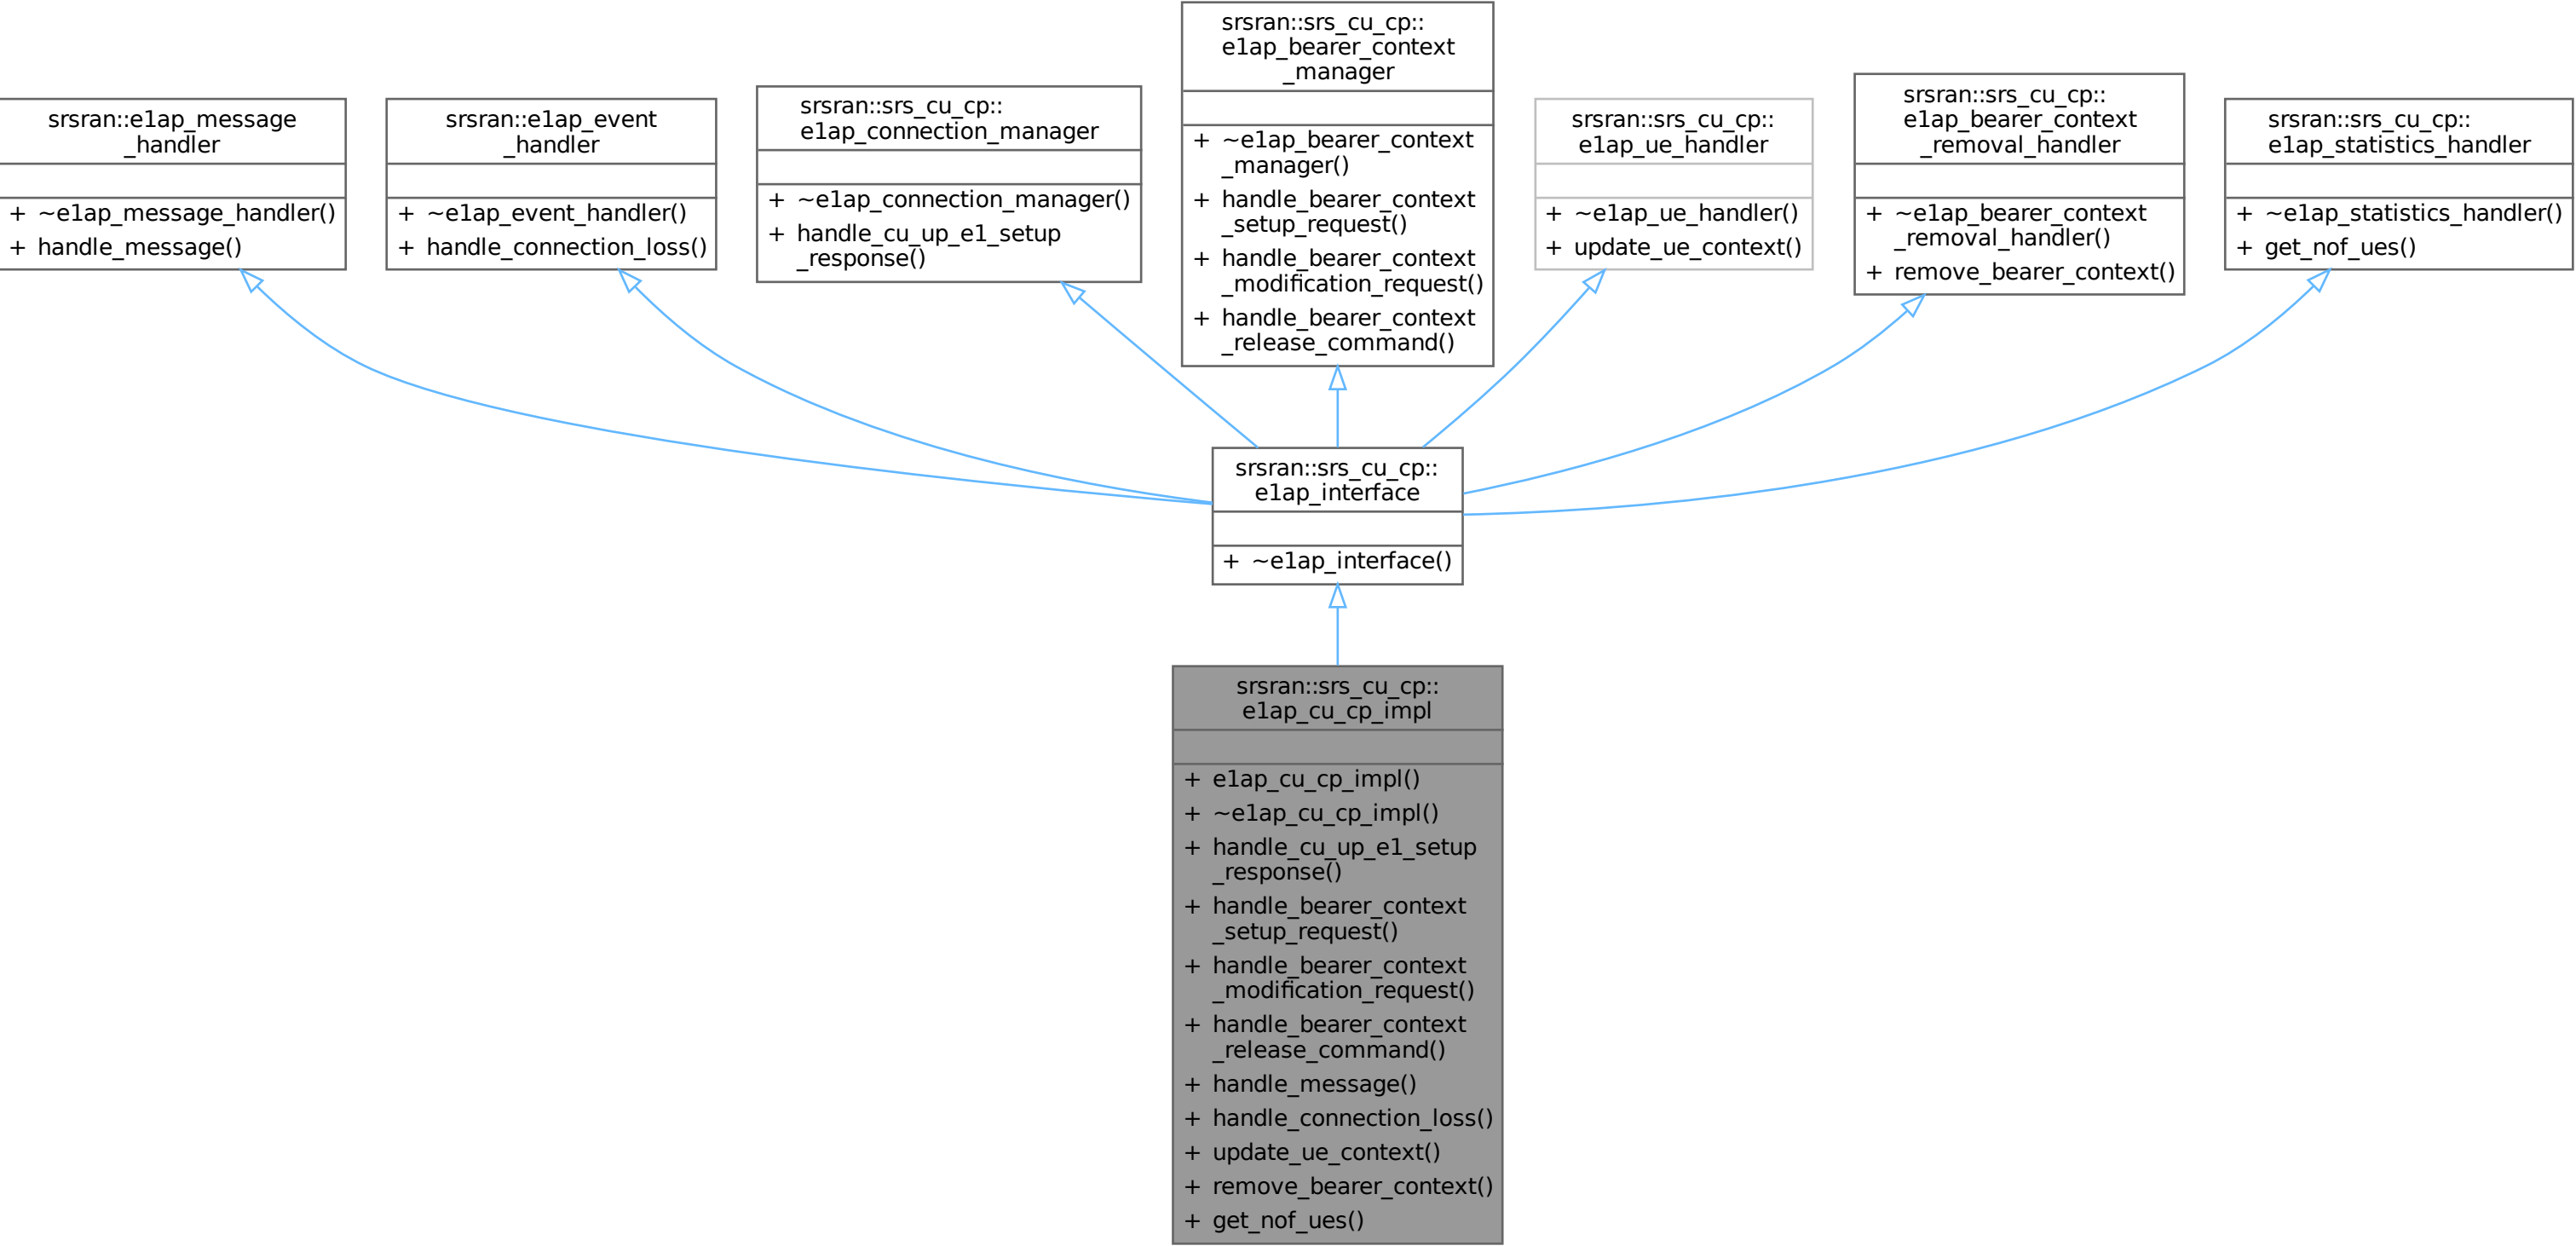 srsran::e1ap_message
_handler
+ ~e1ap_message_handler()
+ handle_message()
srsran::e1ap_event
_handler
+ ~e1ap_event_handler()
+ handle_connection_loss()
srsran::srs_cu_cp::
e1ap_connection_manager
+ ~e1ap_connection_manager()
+ handle_cu_up_e1_setup
_response()
srsran::srs_cu_cp::
e1ap_bearer_context
_manager
+ ~e1ap_bearer_context
_manager()
+ handle_bearer_context
_setup_request()
+ handle_bearer_context
_modification_request()
+ handle_bearer_context
_release_command()
srsran::srs_cu_cp::
e1ap_ue_handler
+ ~e1ap_ue_handler()
+ update_ue_context()
srsran::srs_cu_cp::
e1ap_bearer_context
_removal_handler
+ ~e1ap_bearer_context
_removal_handler()
+ remove_bearer_context()
srsran::srs_cu_cp::
e1ap_statistics_handler
+ ~e1ap_statistics_handler()
+ get_nof_ues()
srsran::srs_cu_cp::
e1ap_interface
+ ~e1ap_interface()
srsran::srs_cu_cp::
e1ap_cu_cp_impl
+ e1ap_cu_cp_impl()
+ ~e1ap_cu_cp_impl()
+ handle_cu_up_e1_setup
_response()
+ handle_bearer_context
_setup_request()
+ handle_bearer_context
_modification_request()
+ handle_bearer_context
_release_command()
+ handle_message()
+ handle_connection_loss()
+ update_ue_context()
+ remove_bearer_context()
+ get_nof_ues()